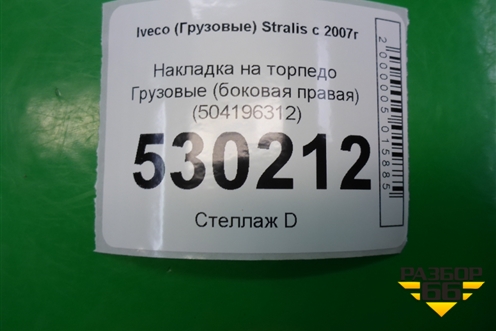 Iveco (Грузовые) Stralis с 2007г
Накладка на торпедо
Грузовые (боковая правая)
(504196312)
530212
Стеллаж D
2000005015885
РАЗБОР
66